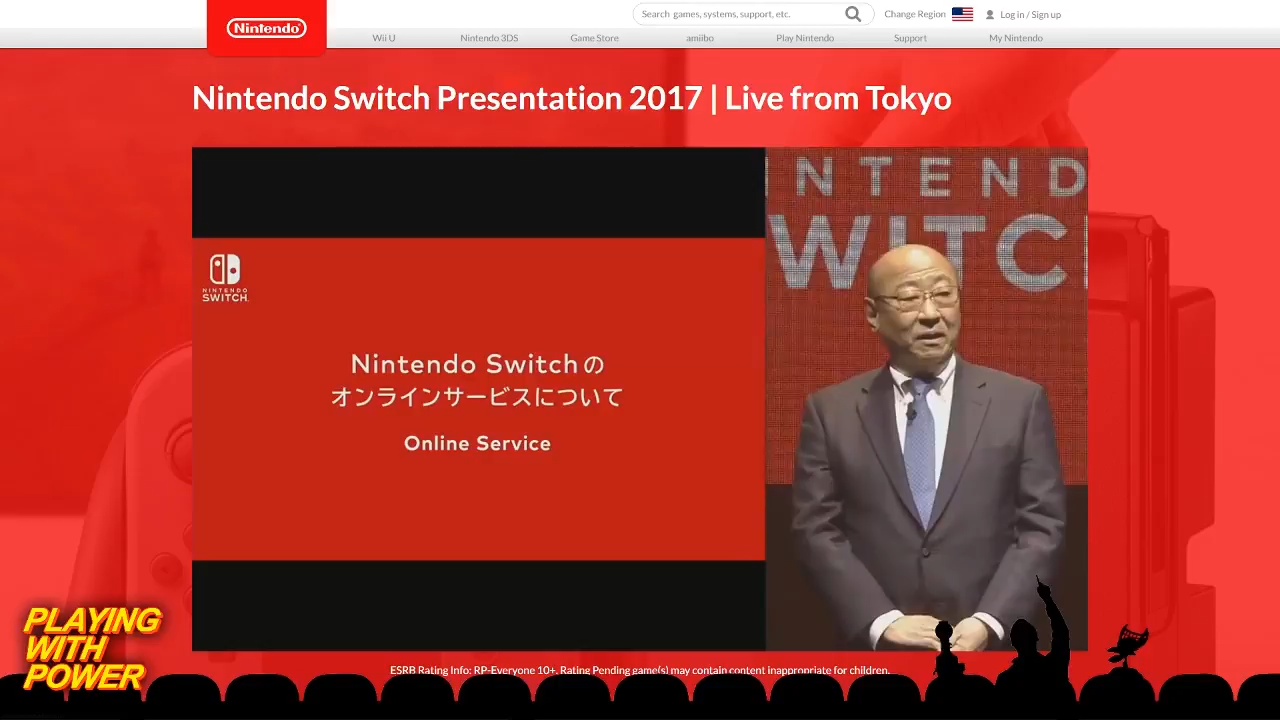 Nintendo
Search games, systems, support, etc.
Change Region
Log in / Sign up
Wii U
Nintendo 3DS
Game Store
amiibo
Play Nintendo
Support
My Nintendo
Nintendo Switch Presentation 2017 | Live from Tokyo
NINTENDO
SWITCH.
Nintendo Switchの
オンラインサービスについて
Online Service
INTEND
WITC
PLAYING
WITH
POWER
ESRB Rating Info: RP-Everyone 10+, Rating Pending game(s) may contain content inappropriate for children.